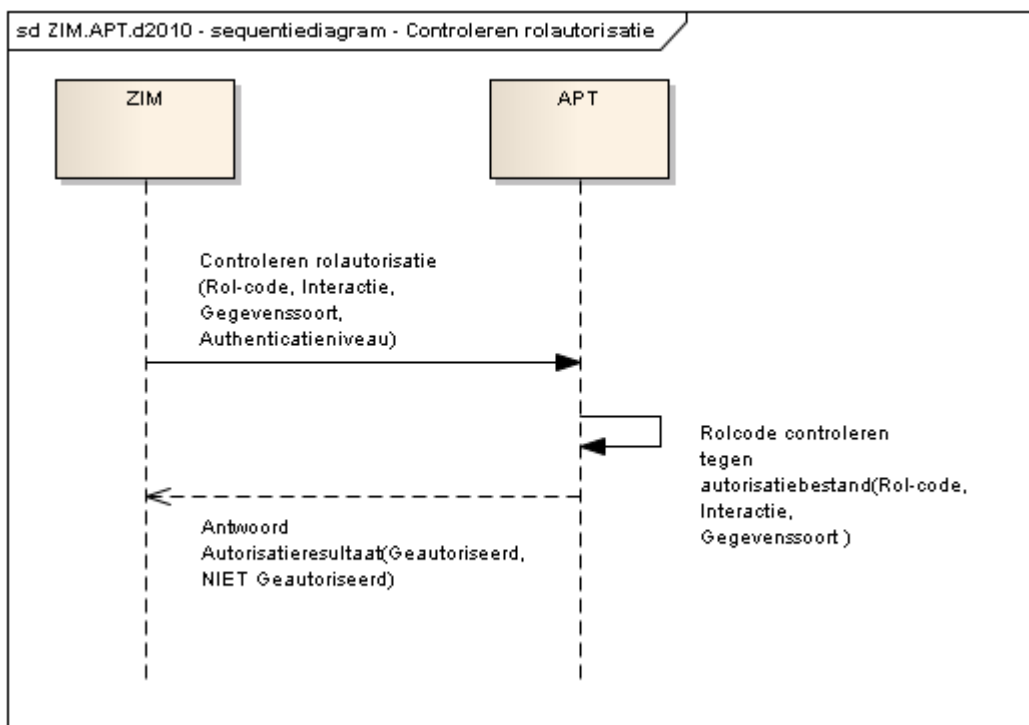 sd ZIM.APT.d2010 - sequentiediagram - Controleren rolautorisatie
ZIM
APT
Controleren rolautorisatie
(Rol-code, Interactie,
Gegevenssoort,
Authenticatieniveau)
Rolcode controleren
tegen
autorisatiebestand(Rol-code,
Interactie,
Gegevenssoort )
Antwoord
Autorisatieresultaat(Geautoriseerd,
NIET Geautoriseerd)